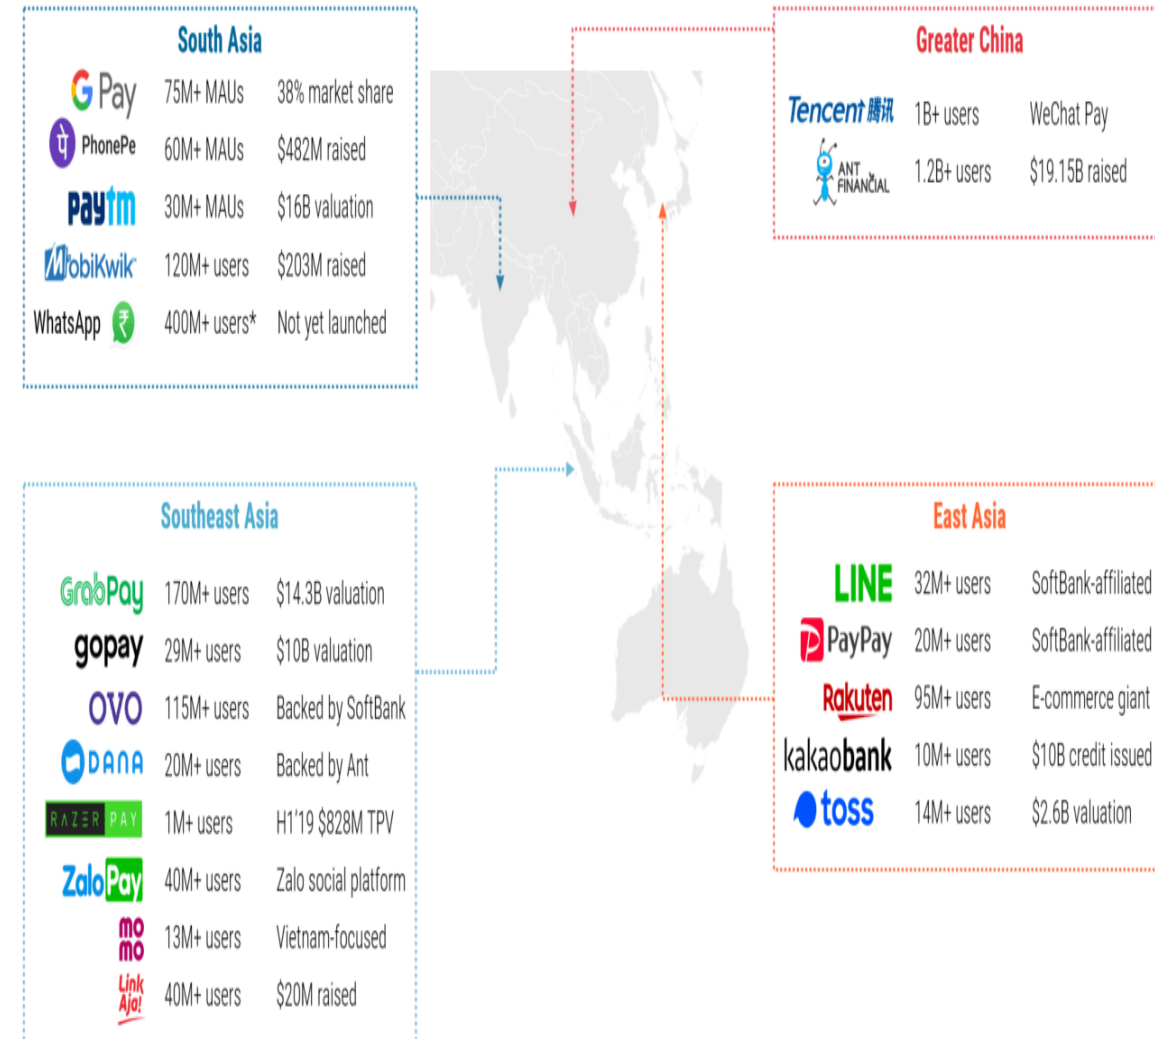 South Asia
G Pay 75M+ MAUs 38% market share
पे PhonePe 60M+ MAUs $482M raised
paytm 30M+ MAUs $16B valuation
MobiKwik 120M+ users $203M raised
WhatsApp ₹ 400M+ users* Not yet launched
Greater China
Tencent 腾讯 1B+ users WeChat Pay
ANT FINANCIAL 1.2B+ users $19.15B raised
Southeast Asia
GrabPay 170M+ users $14.3B valuation
gopay 29M+ users $10B valuation
OVO 115M+ users Backed by SoftBank
DANA 20M+ users Backed by Ant
RAZER PAY 1M+ users H1'19 $828M TPV
ZaloPay 40M+ users Zalo social platform
mo mo 13M+ users Vietnam-focused
Link Aja! 40M+ users $20M raised
East Asia
LINE 32M+ users SoftBank-affiliated
PayPay 20M+ users SoftBank-affiliated
Rakuten 95M+ users E-commerce giant
kakaobank 10M+ users $10B credit issued
toss 14M+ users $2.6B valuation